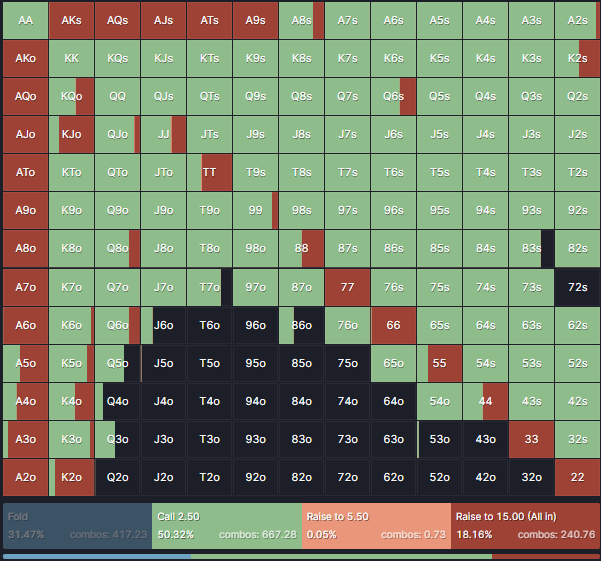 AA AKs AQs AJs ATs A9s A8s A7s A6s A5s A4s A3s A2s
AKo KK KQs KJs KTs K9s K8s K7s K6s K5s K4s K3s K2s
AQo KQo QQ QJs QTs Q9s Q8s Q7s Q6s Q5s Q4s Q3s Q2s
AJo KJo QJo JJ JTs J9s J8s J7s J6s J5s J4s J3s J2s
ATo KTo QTo JTo TT T9s T8s T7s T6s T5s T4s T3s T2s
A9o K9o Q9o J9o T9o 99 98s 97s 96s 95s 94s 93s 92s
A8o K8o Q8o J8o T8o 98o 88 87s 86s 85s 84s 83s 82s
A7o K7o Q7o J7o T7o 97o 87o 77 76s 75s 74s 73s 72s
A6o K6o Q6o J6o T6o 96o 86o 76o 66 65s 64s 63s 62s
A5o K5o Q5o J5o T5o 95o 85o 75o 65o 55 54s 53s 52s
A4o K4o Q4o J4o T4o 94o 84o 74o 64o 54o 44 43s 42s
A3o K3o Q3o J3o T3o 93o 83o 73o 63o 53o 43o 33 32s
A2o K2o Q2o J2o T2o 92o 82o 72o 62o 52o 42o 32o 22
Fold Call 2.50 Raise to 5.50 Raise to 15.00 (All in)
31.47% combos: 417.23 50.32% combos: 667.28 0.05% combos: 0.73 18.16% combos: 240.76